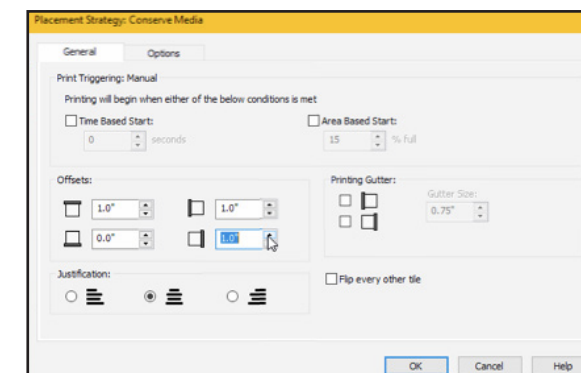 Placement Strategy: Conserve Media
General Options
Print Triggering: Manual
Printing will begin when either of the below conditions is met
Time Based Start: Area Based Start:
0 seconds 15 % full
Offsets: Printing Gutter:
1.0" 1.0" Gutter Size:
0.75"
0.0" 1.0"
Justification: Flip every other tile
OK Cancel Help